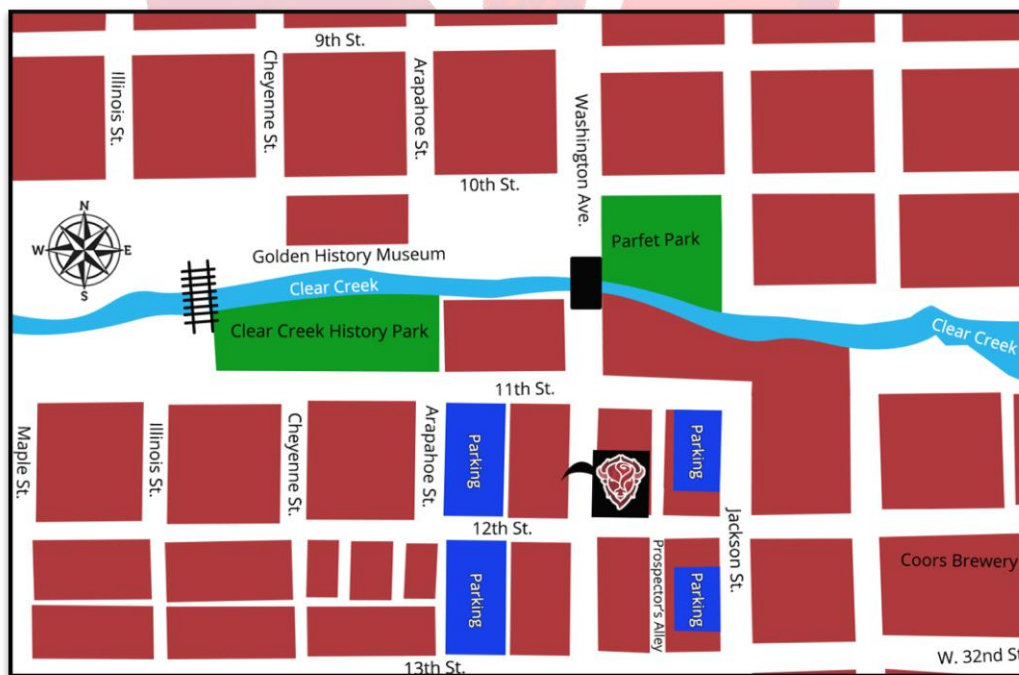 9th St.
Illinois St.
Cheyenne St.
Arapahoe St.
Washington Ave.
10th St.
N
W
E
S
Golden History Museum
Parfet Park
Clear Creek
Clear Creek History Park
Clear Creek
11th St.
Maple St.
Illinois St.
Cheyenne St.
Arapahoe St.
Parking
Parking
12th St.
Jackson St.
Prospector's Alley
Parking
Parking
Coors Brewery
13th St.
W. 32nd St